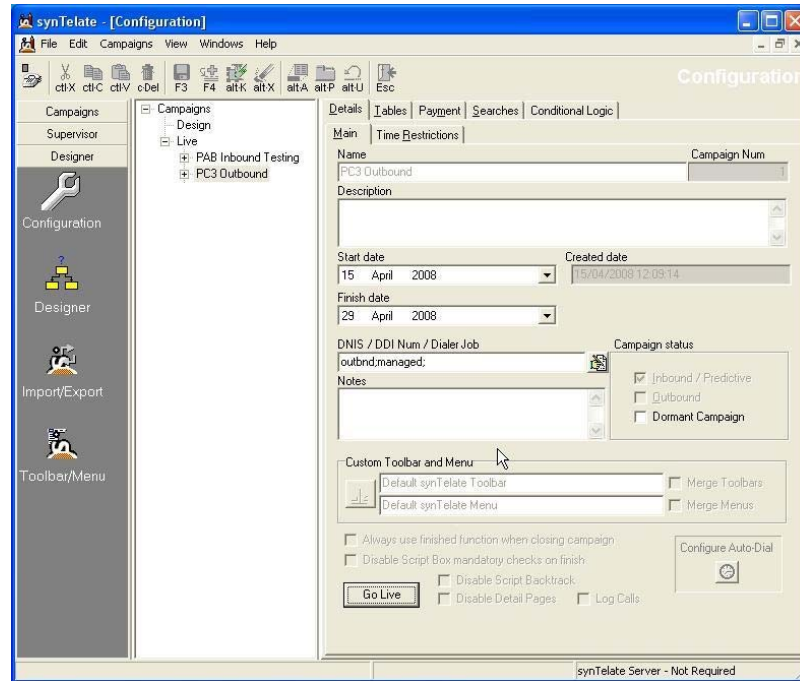 synTelate - [Configuration]
File Edit Campaigns View Windows Help
ctl-X ctl-C ctl-V c-Del F3 F4 alt-K alt-X alt-A alt-P alt-U Esc
Configuration
Campaigns
Supervisor
Designer
Configuration
Designer
Import/Export
Toolbar/Menu
Campaigns
Design
Live
PAB Inbound Testing
PC3 Outbound
Details Tables Payment Searches Conditional Logic
Main Time Restrictions
Name Campaign Num
PC3 Outbound 1
Description
Start date Created date
15 April 2008 15/04/2008 12:09:14
Finish date
29 April 2008
DNIS / DDI Num / Dialer Job Campaign status
outbnd;managed;
Inbound / Predictive
Notes
Outbound
Dormant Campaign
Custom Toolbar and Menu
Default synTelate Toolbar Merge Toolbars
Default synTelate Menu Merge Menus
Always use finished function when closing campaign
Configure Auto-Dial
Disable Script Box mandatory checks on finish
Disable Script Backtrack
Go Live Disable Detail Pages Log Calls
synTelate Server - Not Required